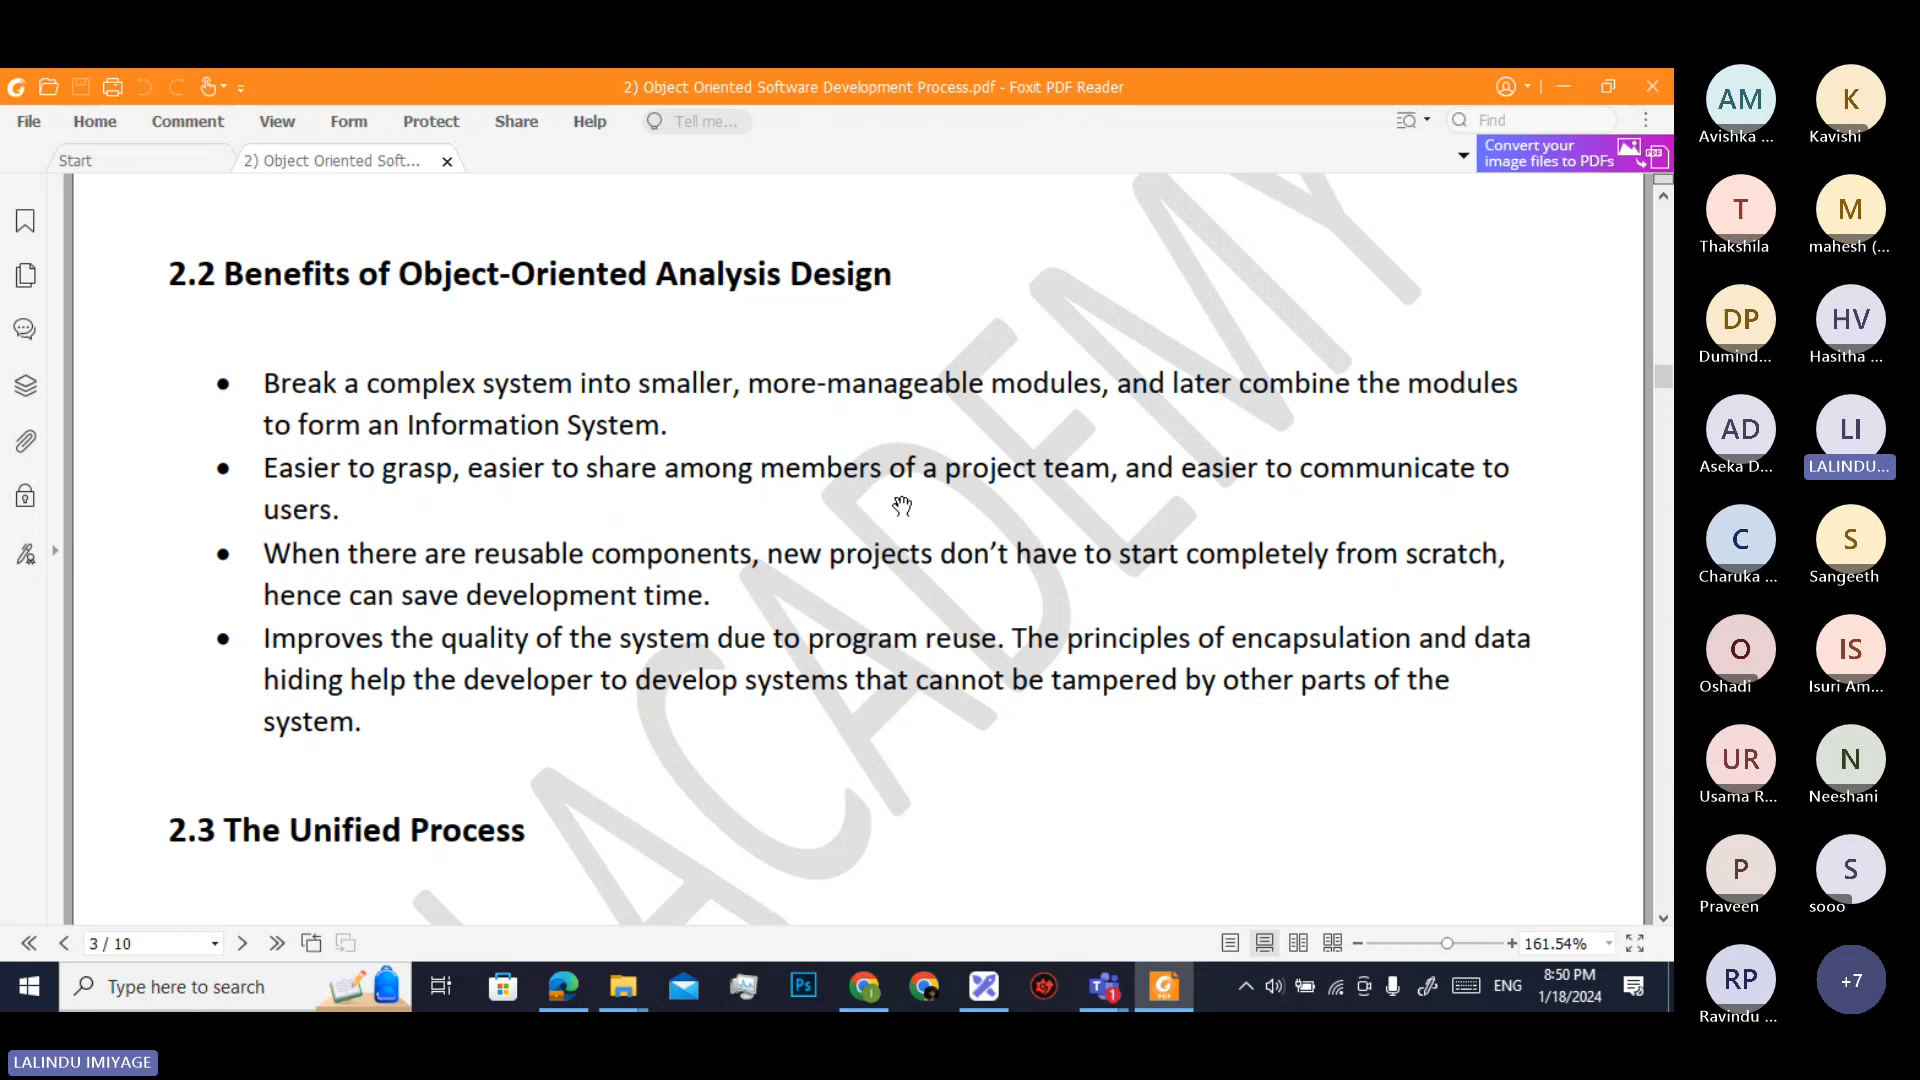 2) Object Oriented Software Development Process.pdf - Foxit PDF Reader
File Home Comment View Form Protect Share Help Tell me... Find
Start
2) Object Oriented Soft...
Convert your
image files to PDFs
2.2 Benefits of Object-Oriented Analysis Design
• Break a complex system into smaller, more-manageable modules, and later combine the modules
to form an Information System.
• Easier to grasp, easier to share among members of a project team, and easier to communicate to
users.
• When there are reusable components, new projects don’t have to start completely from scratch,
hence can save development time.
• Improves the quality of the system due to program reuse. The principles of encapsulation and data
hiding help the developer to develop systems that cannot be tampered by other parts of the
system.
2.3 The Unified Process
ACADEMY
3 / 10
161.54%
Type here to search
Ps
ENG
8:50 PM
1/18/2024
AM
Avishka ...
K
Kavishi
T
Thakshila
M
mahesh (...
DP
Dumind...
HV
Hasitha ...
AD
Aseka D...
LI
LALINDU...
C
Charuka ...
S
Sangeeth
O
Oshadi
IS
Isuri Am...
UR
Usama R...
N
Neeshani
P
Praveen
S
sooo
RP
Ravindu ...
+7
LALINDU IMIYAGE